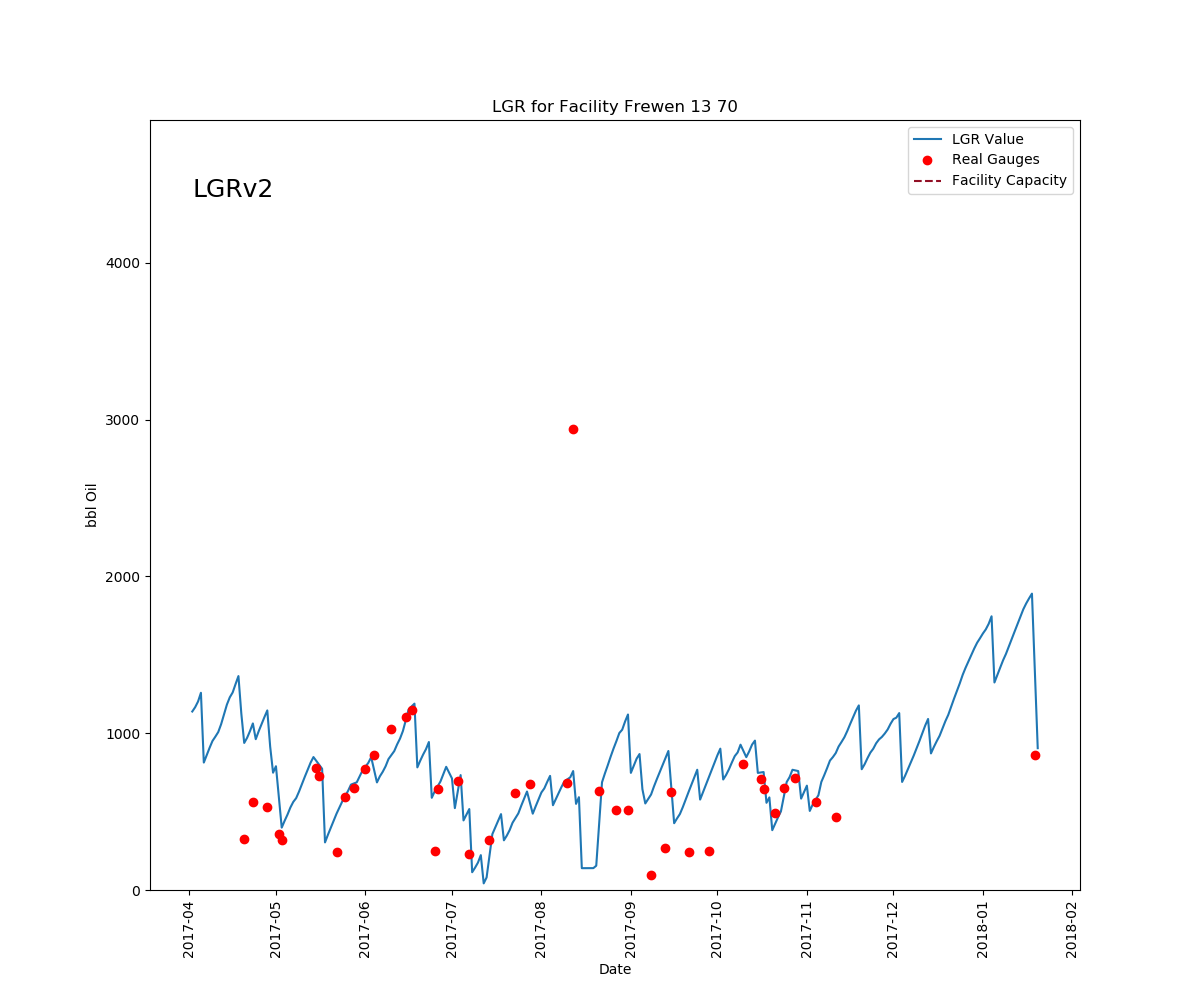 LGR for Facility Frewen 13 70
LGRv2
LGR Value
Real Gauges
Facility Capacity
bbl Oil
4000
3000
2000
1000
0
2017-04
2017-05
2017-06
2017-07
2017-08
2017-09
2017-10
2017-11
2017-12
2018-01
2018-02
Date